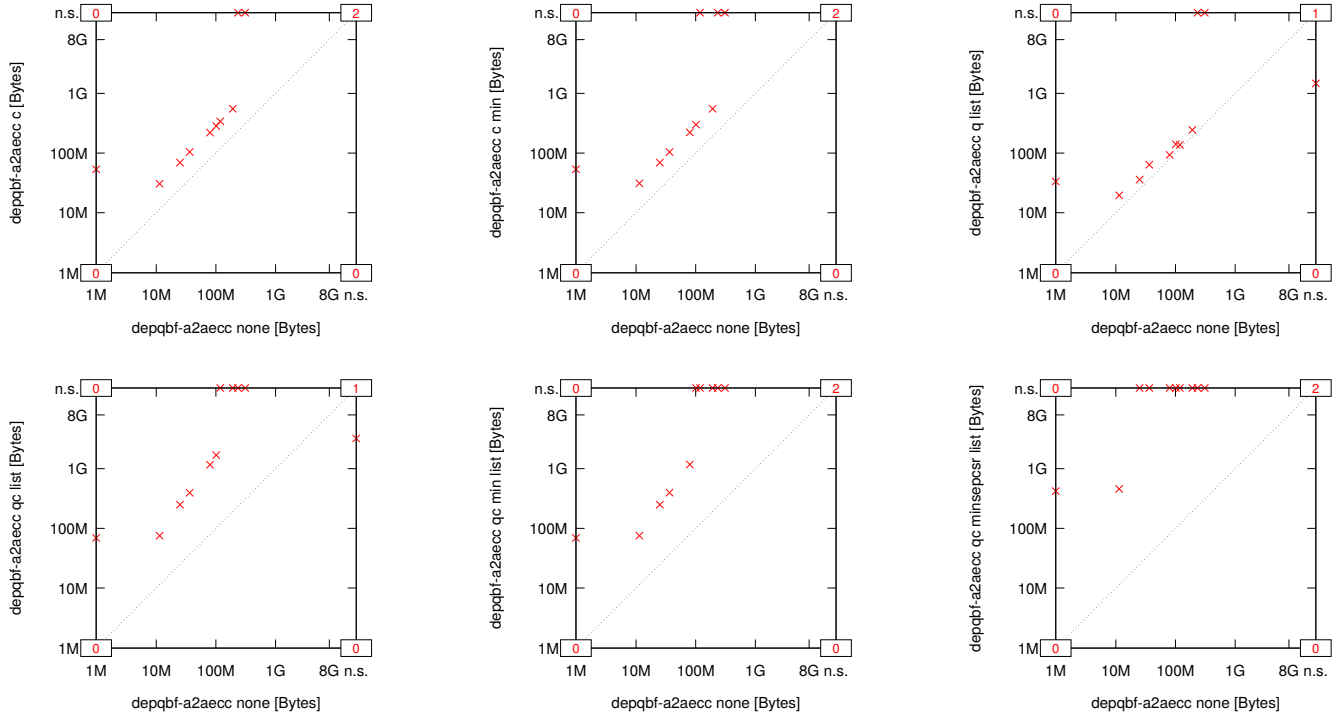 n.s. 0 2
8G
1G
100M
10M
1M 0 0
1M 10M 100M 1G 8G n.s.
depqbf-a2aecc c [Bytes]
depqbf-a2aecc none [Bytes]
n.s. 0 2
8G
1G
100M
10M
1M 0 0
1M 10M 100M 1G 8G n.s.
depqbf-a2aecc c min [Bytes]
depqbf-a2aecc none [Bytes]
n.s. 0 1
8G
1G
100M
10M
1M 0 0
1M 10M 100M 1G 8G n.s.
depqbf-a2aecc q list [Bytes]
depqbf-a2aecc none [Bytes]
n.s. 0 1
8G
1G
100M
10M
1M 0 0
1M 10M 100M 1G 8G n.s.
depqbf-a2aecc qc list [Bytes]
depqbf-a2aecc none [Bytes]
n.s. 0 2
8G
1G
100M
10M
1M 0 0
1M 10M 100M 1G 8G n.s.
depqbf-a2aecc qc min list [Bytes]
depqbf-a2aecc none [Bytes]
n.s. 0 2
8G
1G
100M
10M
1M 0 0
1M 10M 100M 1G 8G n.s.
depqbf-a2aecc qc minsepcsr list [Bytes]
depqbf-a2aecc none [Bytes]